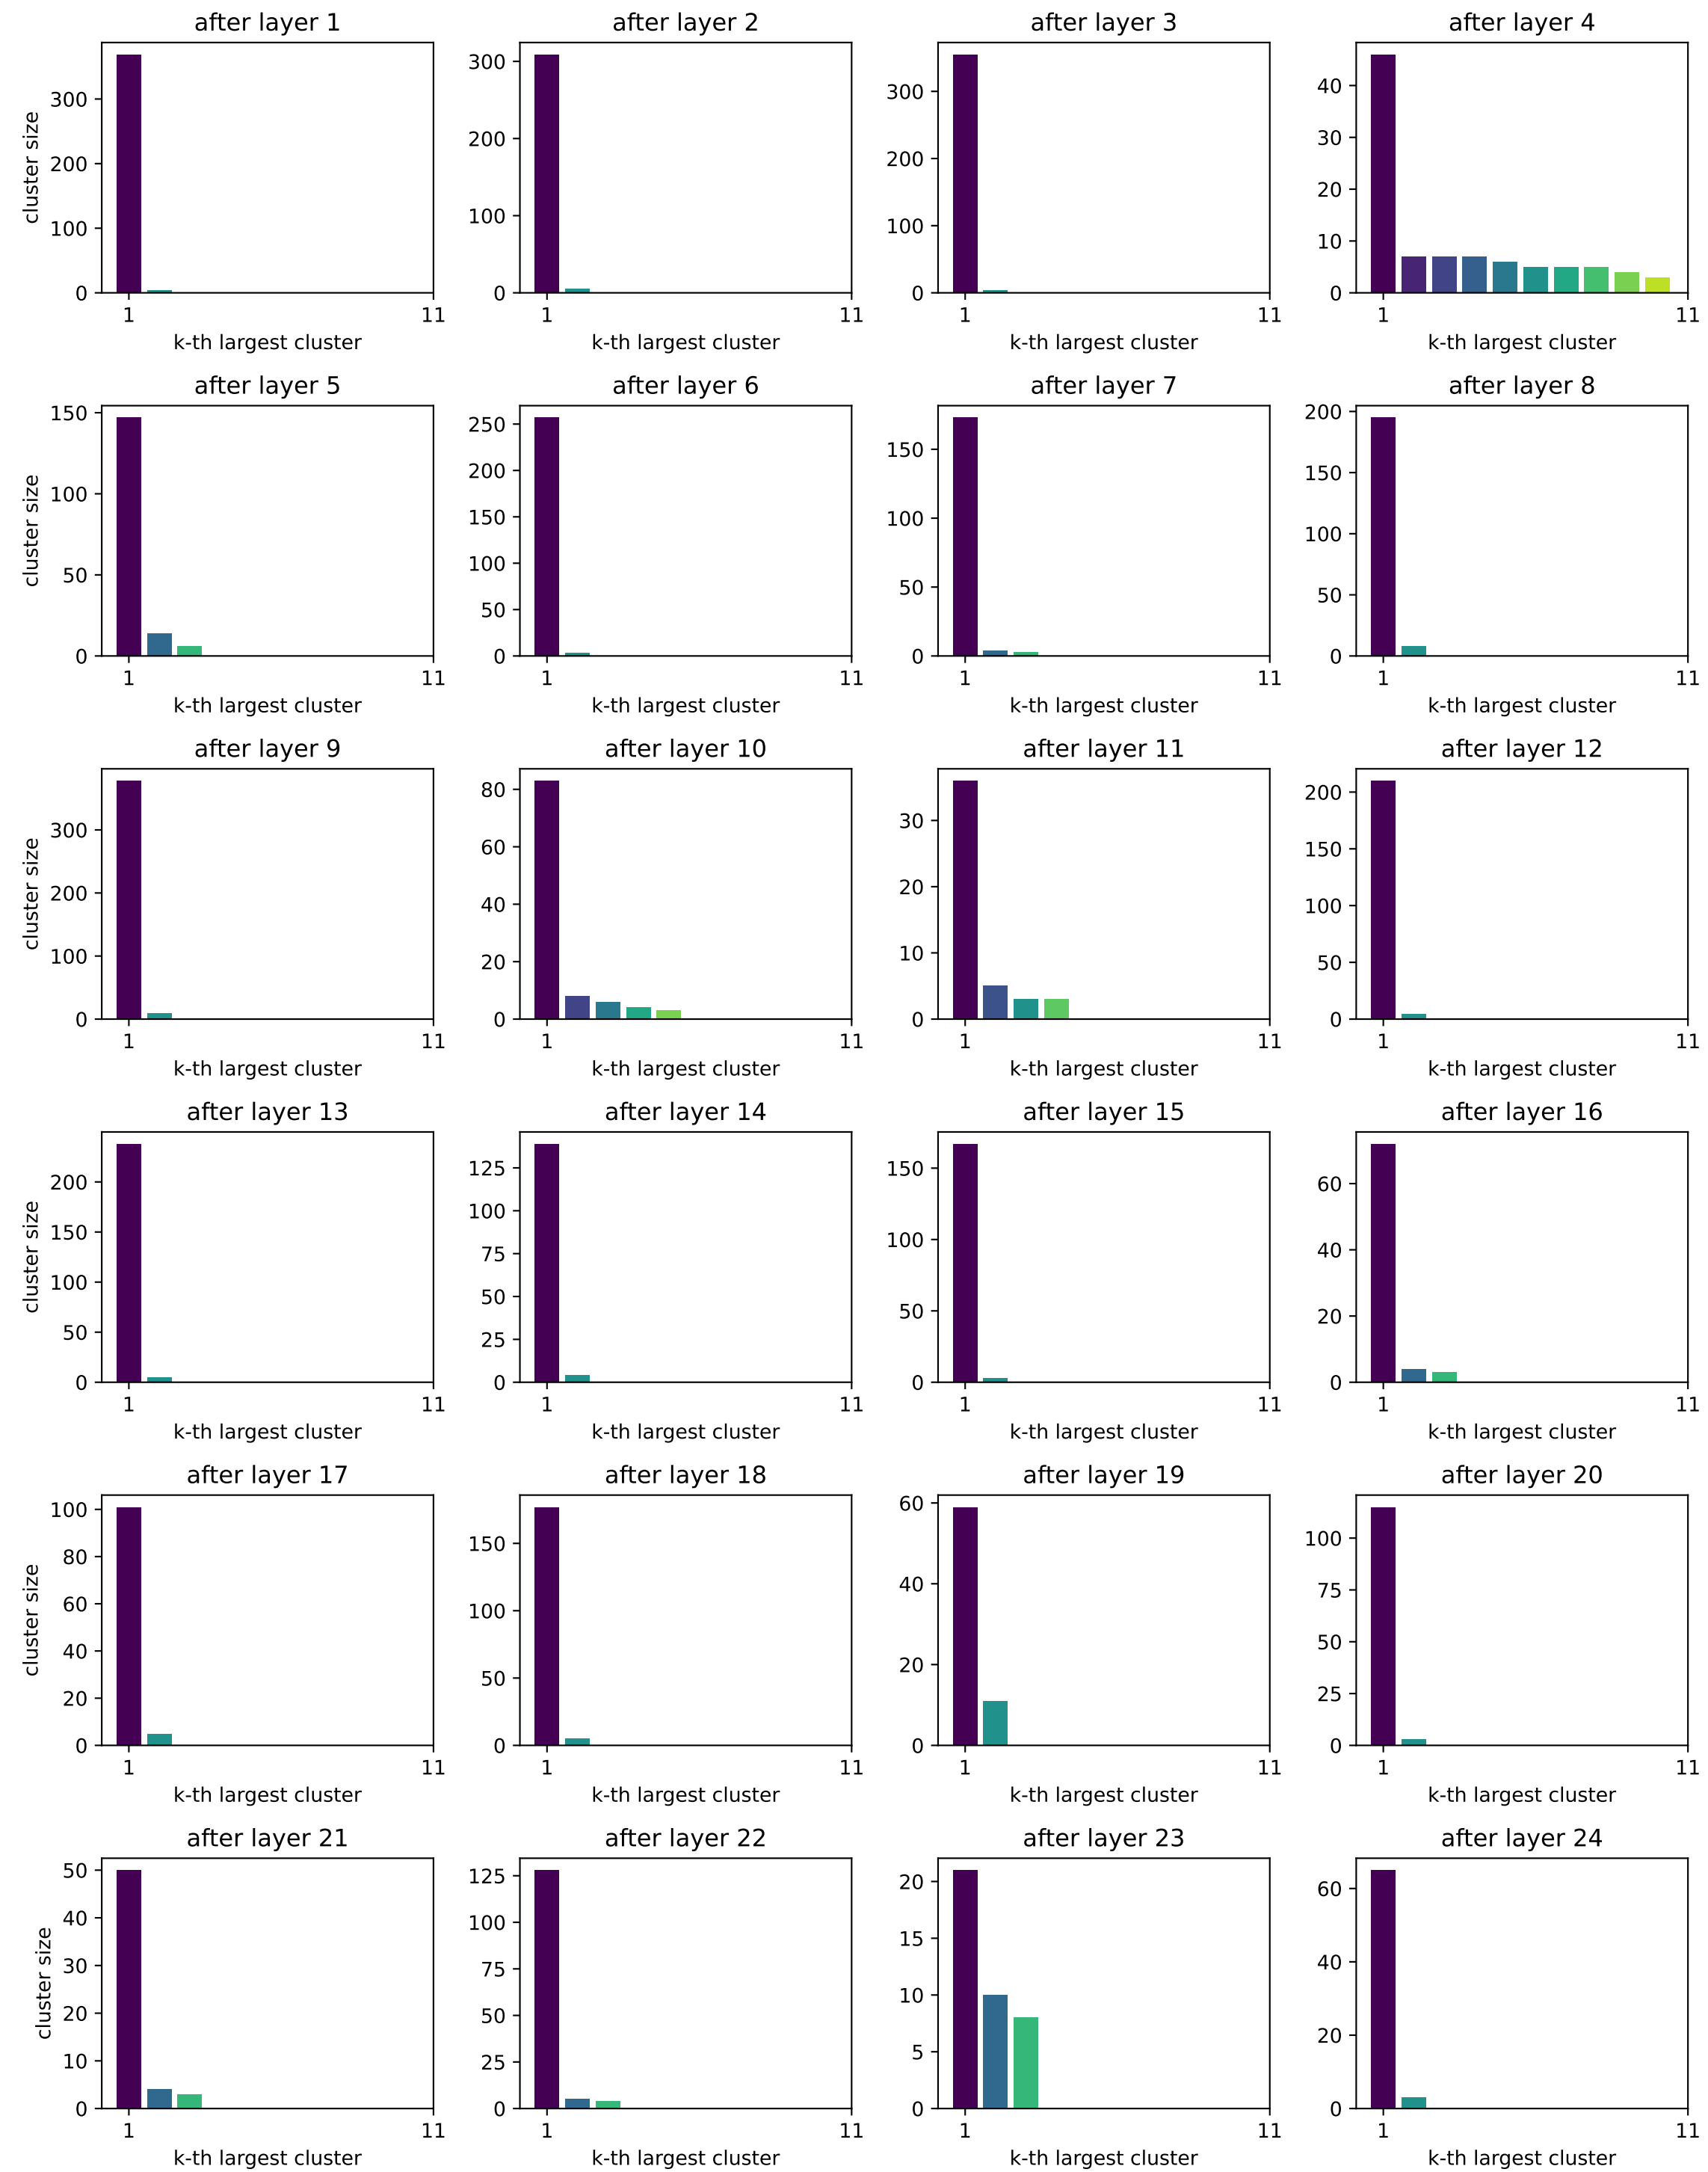 after layer 1
300
200
100
0
cluster size
1
11
k-th largest cluster
after layer 2
300
200
100
0
1
11
k-th largest cluster
after layer 3
300
200
100
0
1
11
k-th largest cluster
after layer 4
40
30
20
10
0
1
11
k-th largest cluster
after layer 5
150
100
50
0
cluster size
1
11
k-th largest cluster
after layer 6
250
200
150
100
50
0
1
11
k-th largest cluster
after layer 7
150
100
50
0
1
11
k-th largest cluster
after layer 8
200
150
100
50
0
1
11
k-th largest cluster
after layer 9
300
200
100
0
cluster size
1
11
k-th largest cluster
after layer 10
80
60
40
20
0
1
11
k-th largest cluster
after layer 11
30
20
10
0
1
11
k-th largest cluster
after layer 12
200
150
100
50
0
1
11
k-th largest cluster
after layer 13
200
150
100
50
0
cluster size
1
11
k-th largest cluster
after layer 14
125
100
75
50
25
0
1
11
k-th largest cluster
after layer 15
150
100
50
0
1
11
k-th largest cluster
after layer 16
60
40
20
0
1
11
k-th largest cluster
after layer 17
100
80
60
40
20
0
cluster size
1
11
k-th largest cluster
after layer 18
150
100
50
0
1
11
k-th largest cluster
after layer 19
60
40
20
0
1
11
k-th largest cluster
after layer 20
100
75
50
25
0
1
11
k-th largest cluster
after layer 21
50
40
30
20
10
0
cluster size
1
11
k-th largest cluster
after layer 22
125
100
75
50
25
0
1
11
k-th largest cluster
after layer 23
20
15
10
5
0
1
11
k-th largest cluster
after layer 24
60
40
20
0
1
11
k-th largest cluster